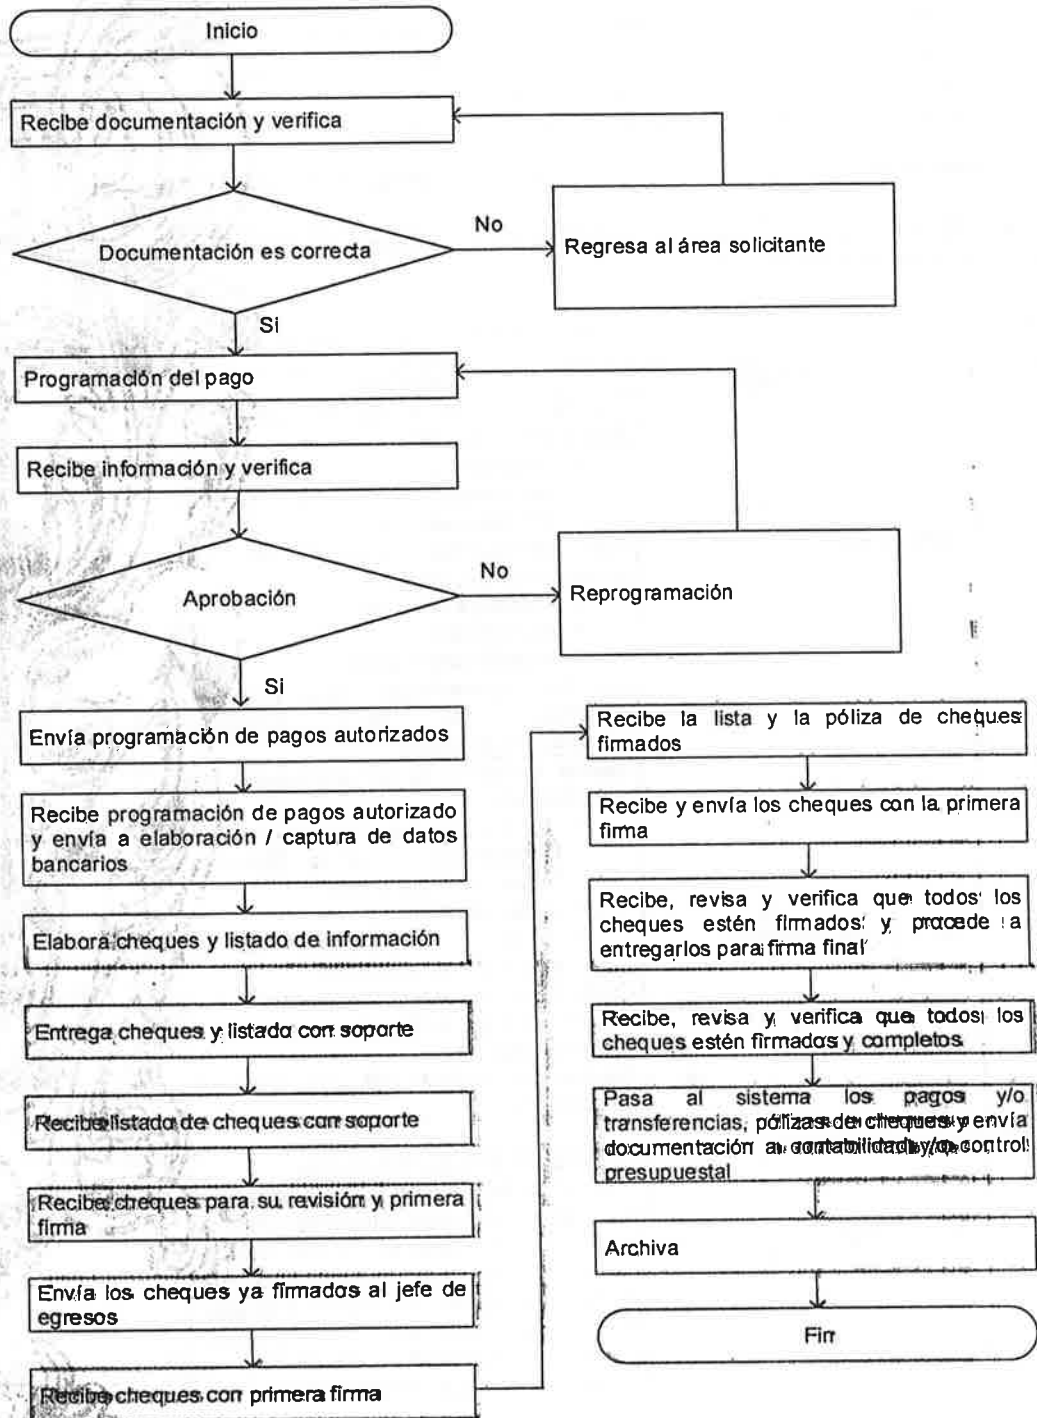 Inicio
Recibe documentación y verifica
Documentación es correcta
No
Regresa al área solicitante
Si
Programación del pago
Recibe información y verifica
Aprobación
No
Reprogramación
Si
Envía programación de pagos autorizados
Recibe programación de pagos autorizado
y envía a elaboración / captura de datos
bancarios
Elabora cheques y listado de información
Entrega cheques y listado con soporte
Recibe listado de cheques con soporte
Recibe cheques para su revisión y primera
firma
Envía los cheques ya firmados al jefe de
egresos
Recibe cheques con primera firma
Recibe la lista y la póliza de cheques
firmados
Recibe y envía los cheques con la primera
firma
Recibe, revisa y verifica que todos los
cheques estén firmados y procede a
entregarlos para firma final
Recibe, revisa y verifica que todos los
cheques estén firmados y completos
Pasa al sistema los pagos y/o
transferencias, pólizas de cheques y envía
documentación a contabilidad y/o control
presupuestal
Archiva
Fin